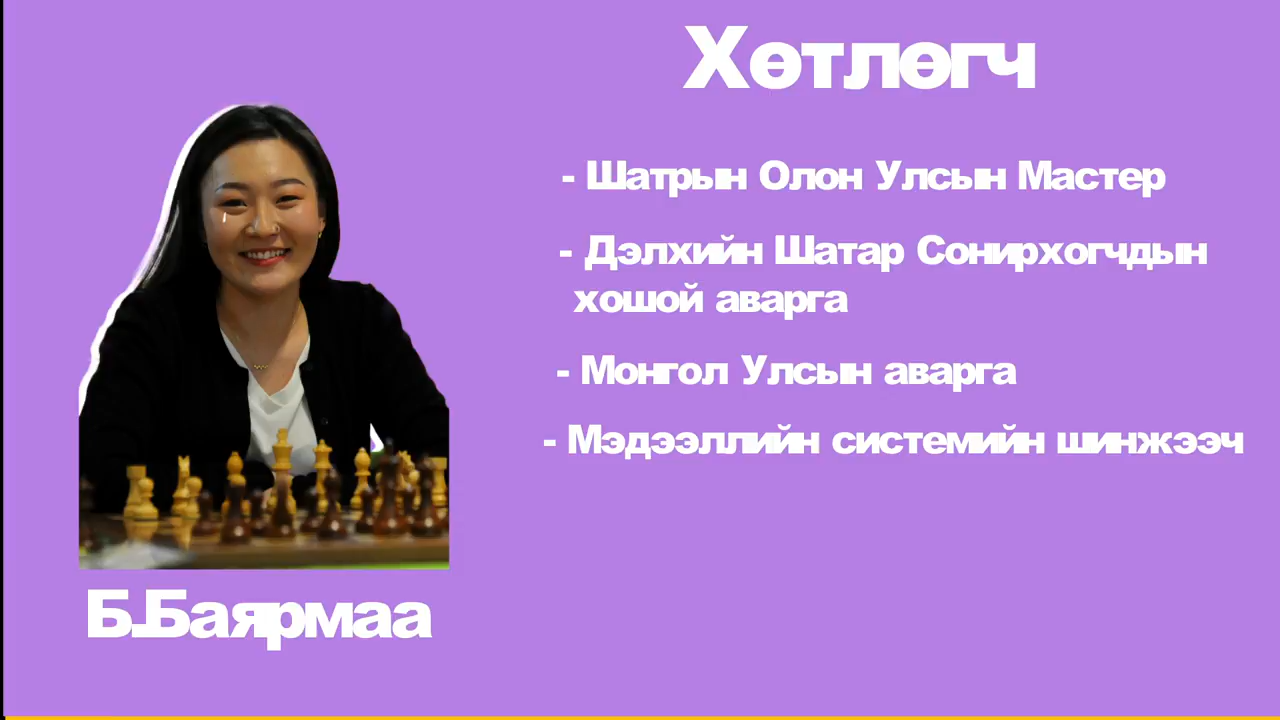 Хөтлөгч
- Шатрын Олон Улсын Мастер
- Дэлхийн Шатар Сонирхогчдын
хошой аварга
- Монгол Улсын аварга
- Мэдээллийн системийн шинжээч
Б.Баярмаа